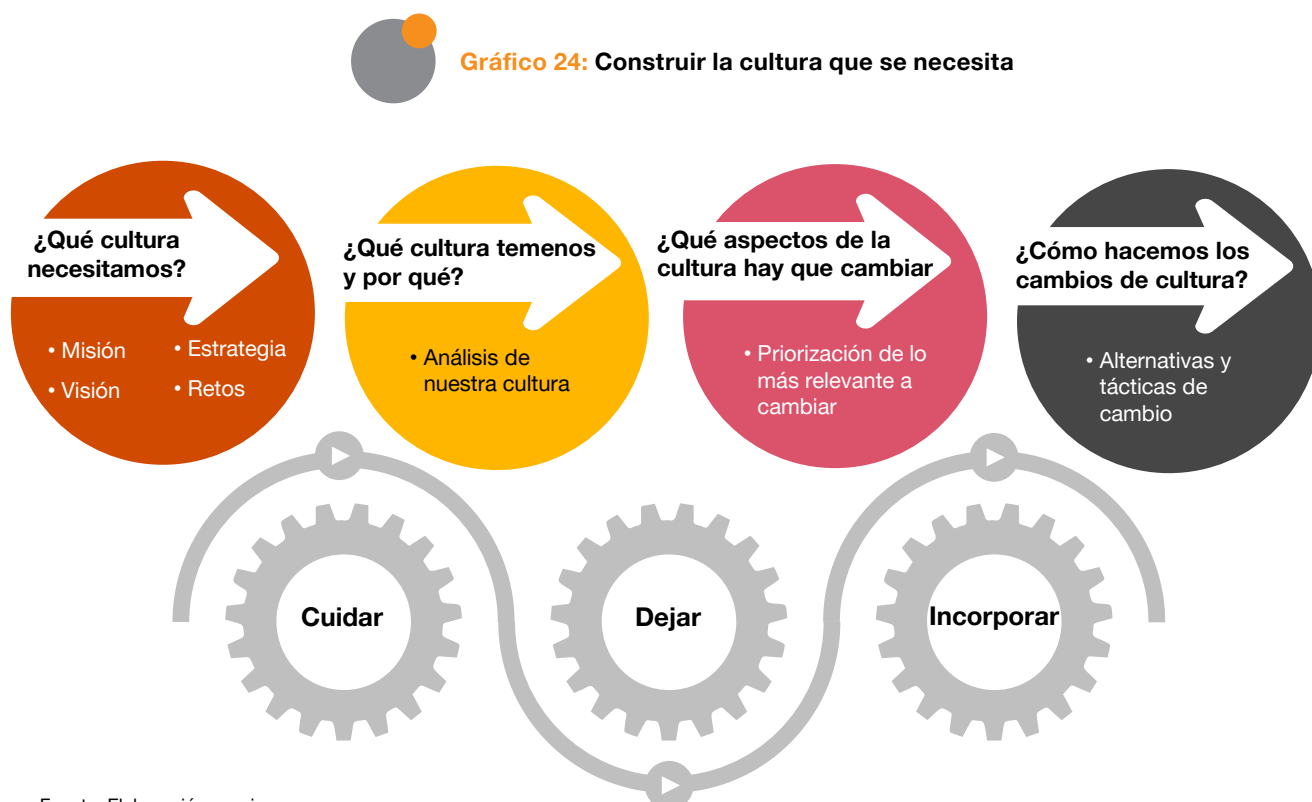 Gráfico 24: Construir la cultura que se necesita
¿Qué cultura
necesitamos?
• Misión
• Visión
• Estrategia
• Retos
¿Qué cultura temenos
y por qué?
• Análisis de
nuestra cultura
¿Qué aspectos de la
cultura hay que cambiar
• Priorización de lo
más relevante a
cambiar
¿Cómo hacemos los
cambios de cultura?
• Alternativas y
tácticas de
cambio
Cuidar
Dejar
Incorporar